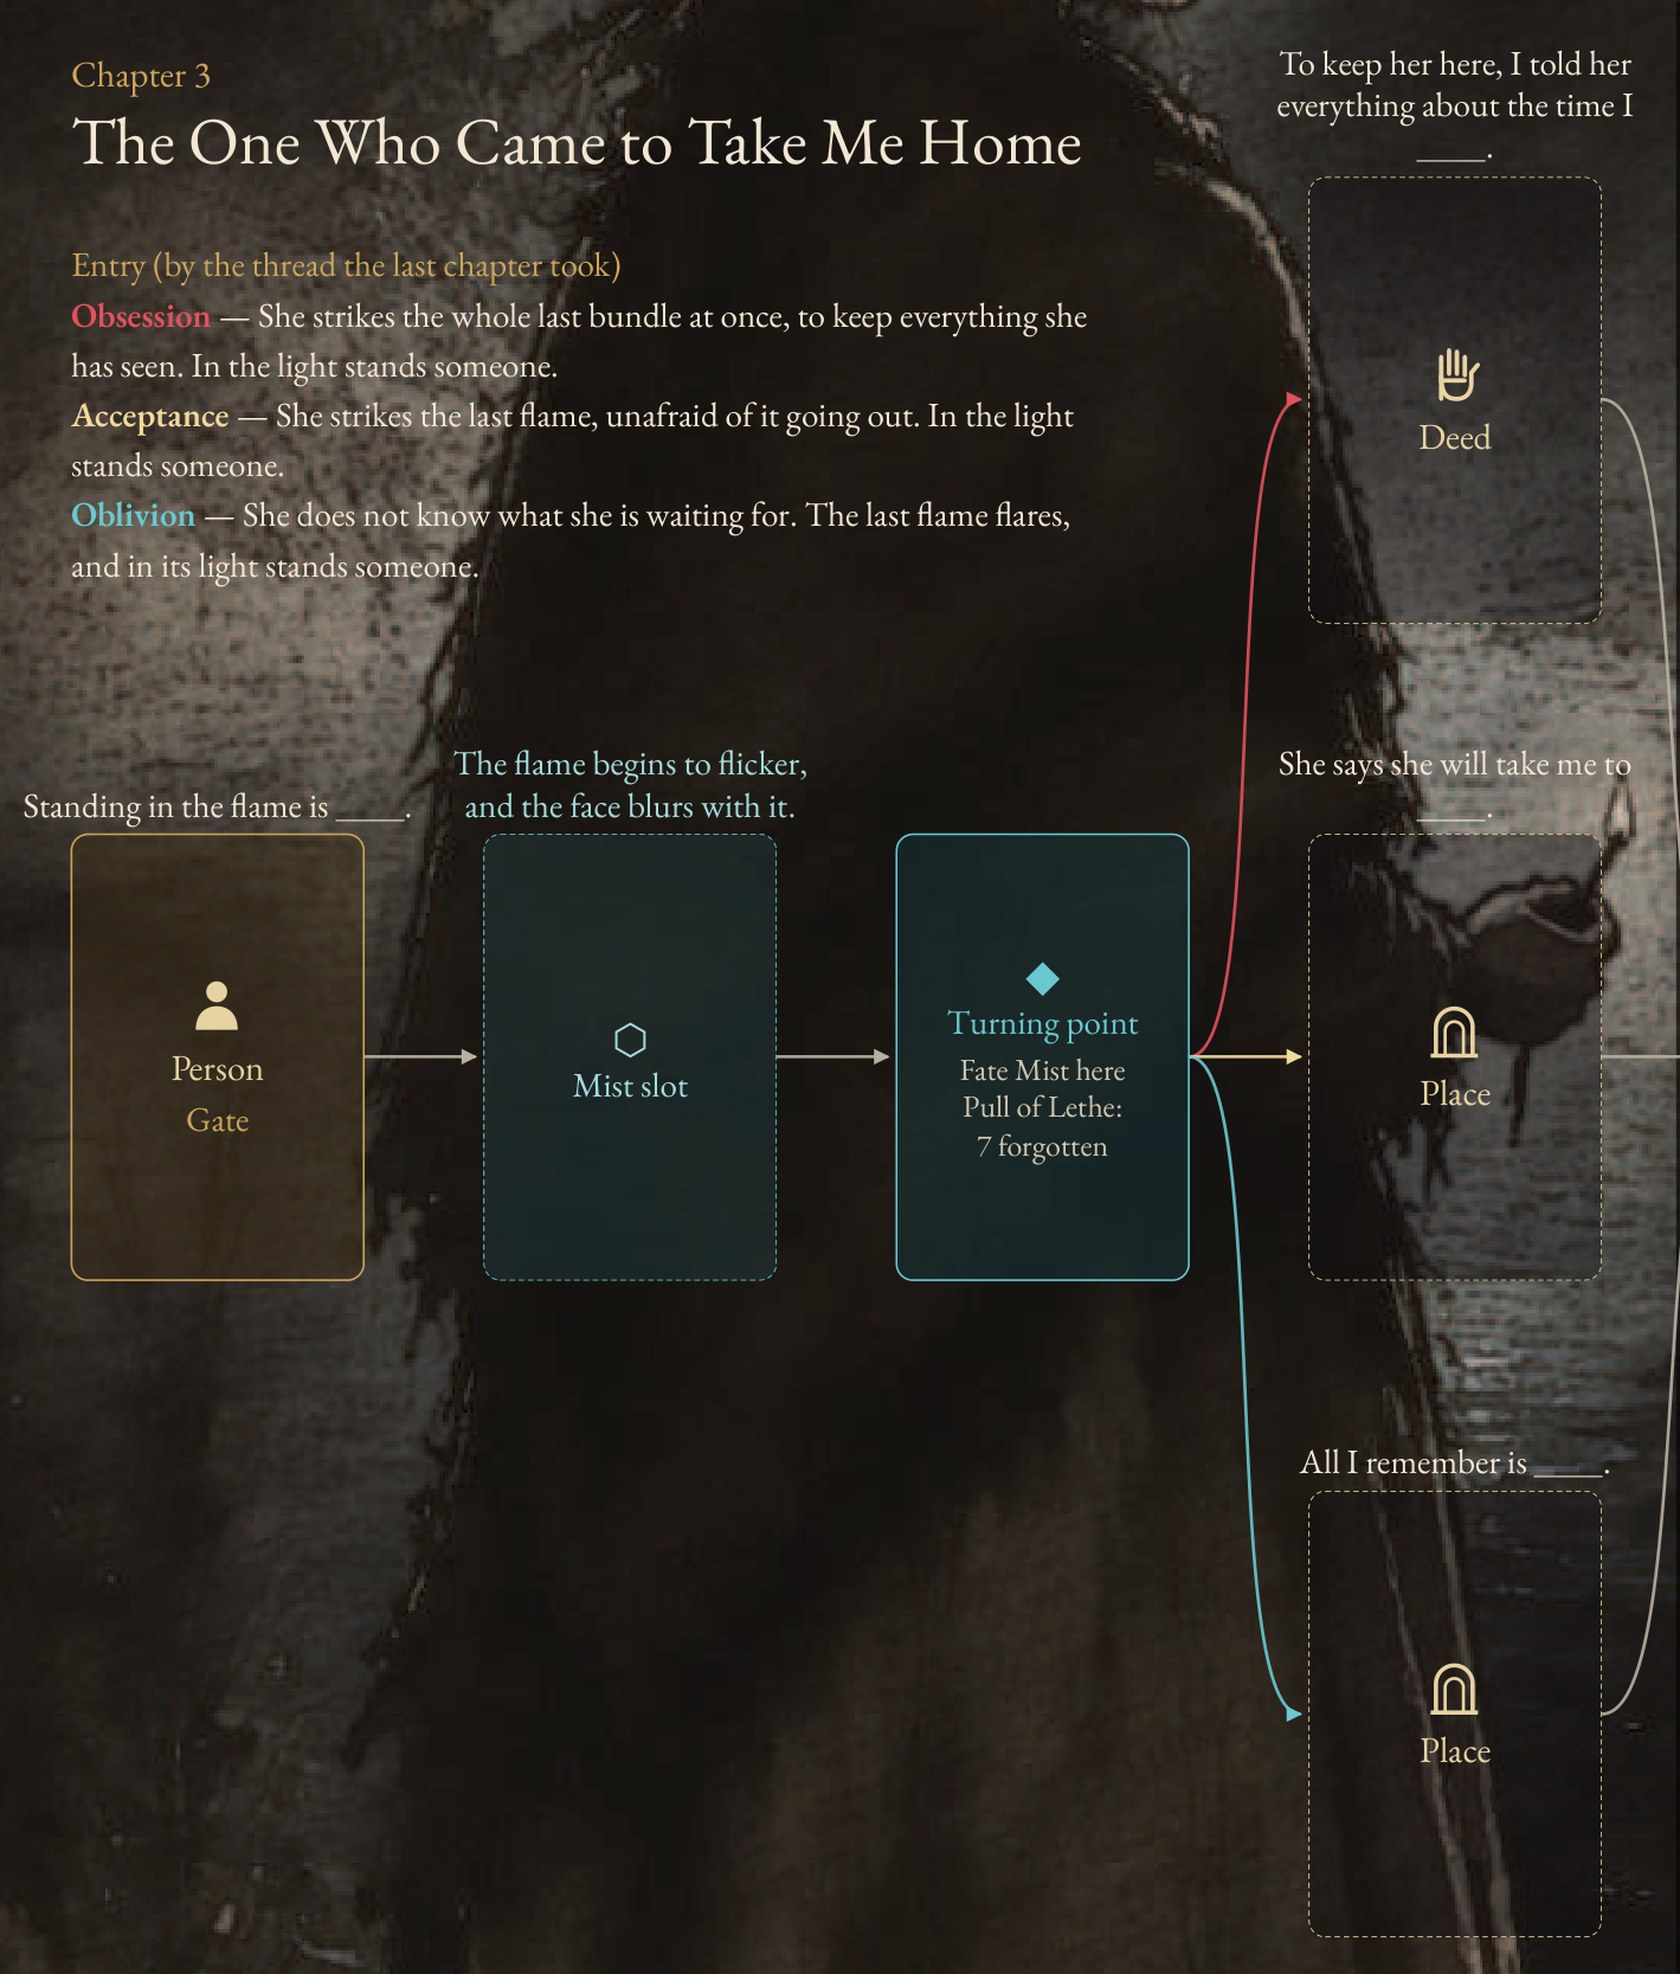 Chapter 3
The One Who Came to Take Me Home
Entry (by the thread the last chapter took)
Obsession — She strikes the whole last bundle at once, to keep everything she
has seen. In the light stands someone.
Acceptance — She strikes the last flame, unafraid of it going out. In the light
stands someone.
Oblivion — She does not know what she is waiting for. The last flame flares,
and in its light stands someone.
Standing in the flame is _____.
Person
Gate
The flame begins to flicker,
and the face blurs with it.
Mist slot
Turning point
Fate Mist here
Pull of Lethe:
7 forgotten
To keep her here, I told her
everything about the time I
_____.
Deed
She says she will take me to
_____.
Place
All I remember is _____.
Place